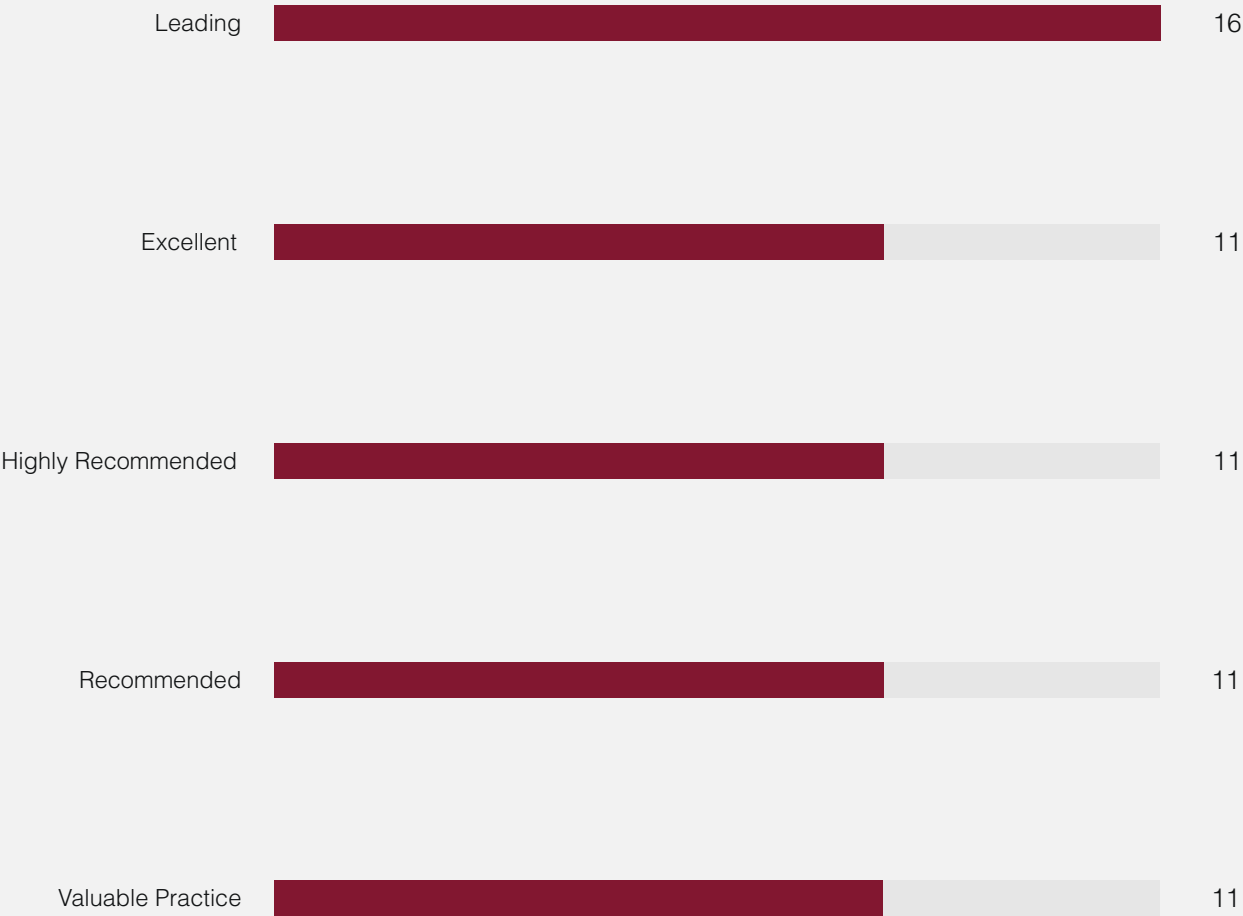 Leading 16
Excellent 11
Highly Recommended 11
Recommended 11
Valuable Practice 11